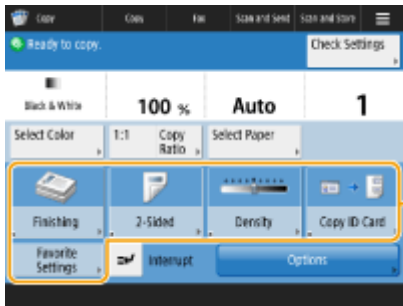 Copy Copy Fax Scan and Send Scan and Store
Ready to copy.
Check Settings
Black & White
100 %
Auto
1
Select Color
1:1 Copy Ratio
Select Paper
Finishing
2-Sided
Density
Copy ID Card
Favorite Settings
Interrupt
Options